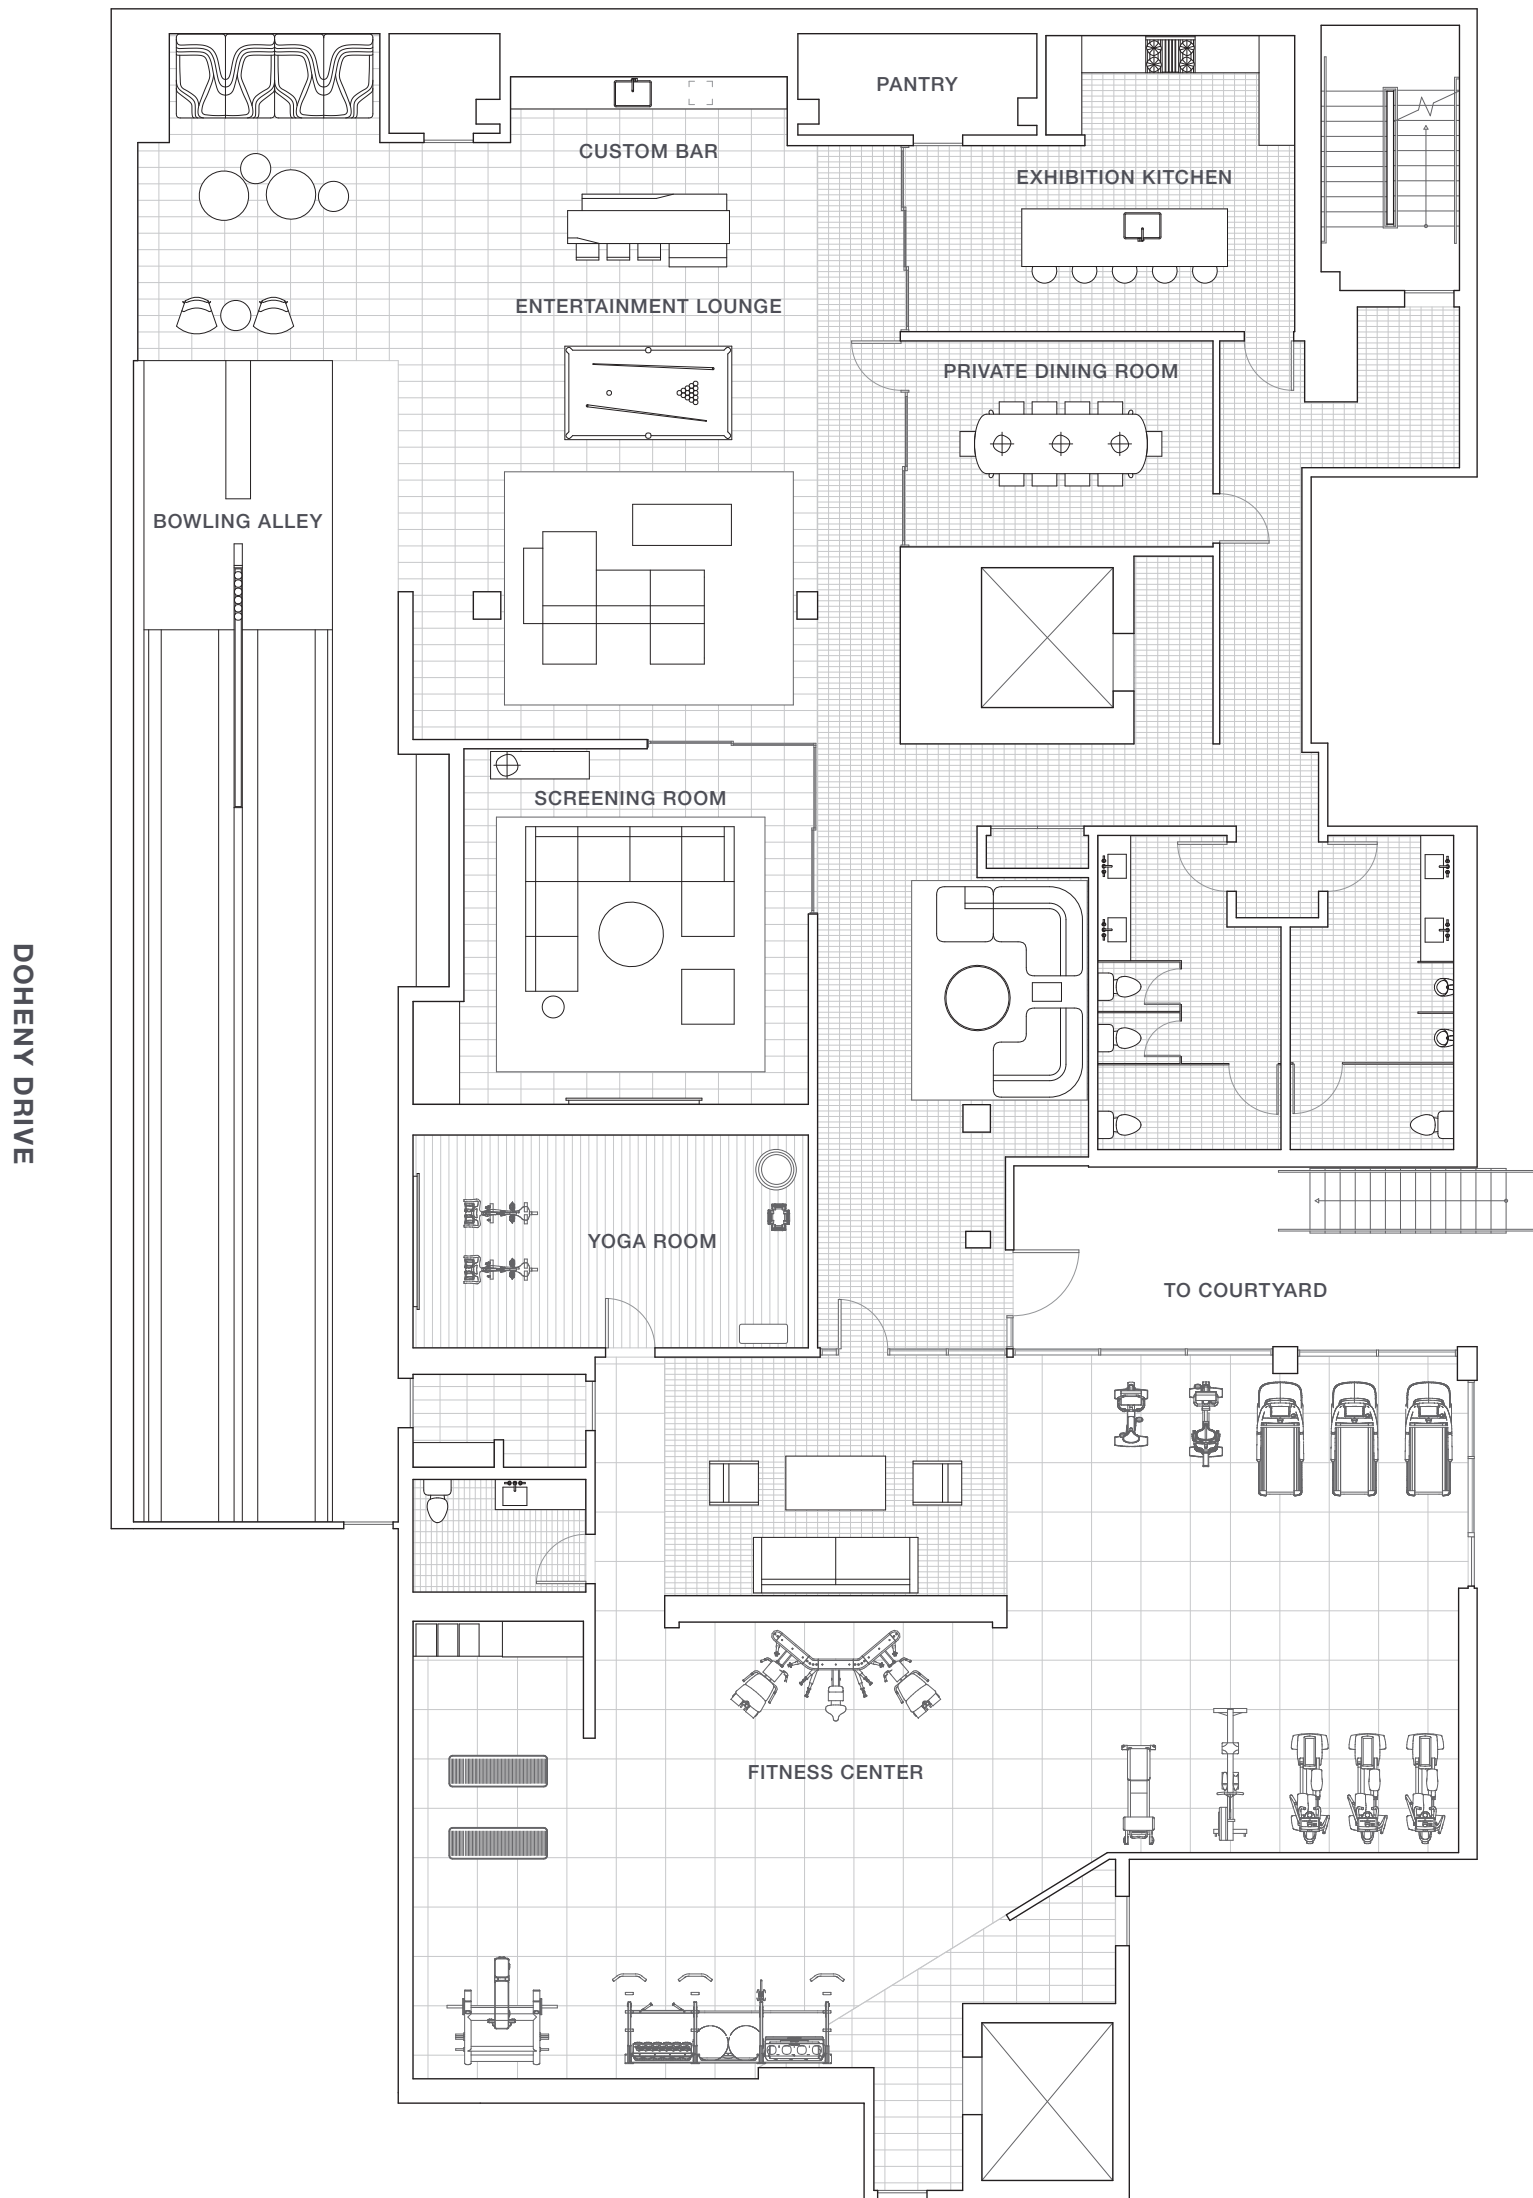 PANTRY
CUSTOM BAR
EXHIBITION KITCHEN
ENTERTAINMENT LOUNGE
PRIVATE DINING ROOM
BOWLING ALLEY
SCREENING ROOM
DOHENY DRIVE
YOGA ROOM
TO COURTYARD
FITNESS CENTER